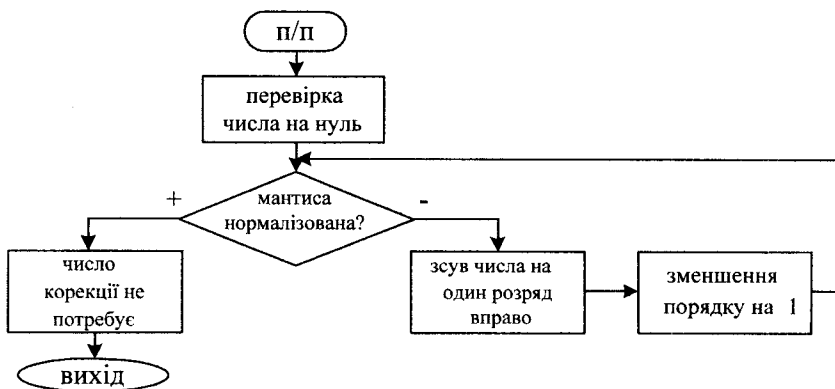 п/п
перевірка
числа на нуль
+
-
мантиса
нормалізована?
число
корекції не
потребує
зсув числа на
один розряд
вправо
зменшення
порядку на 1
вихід